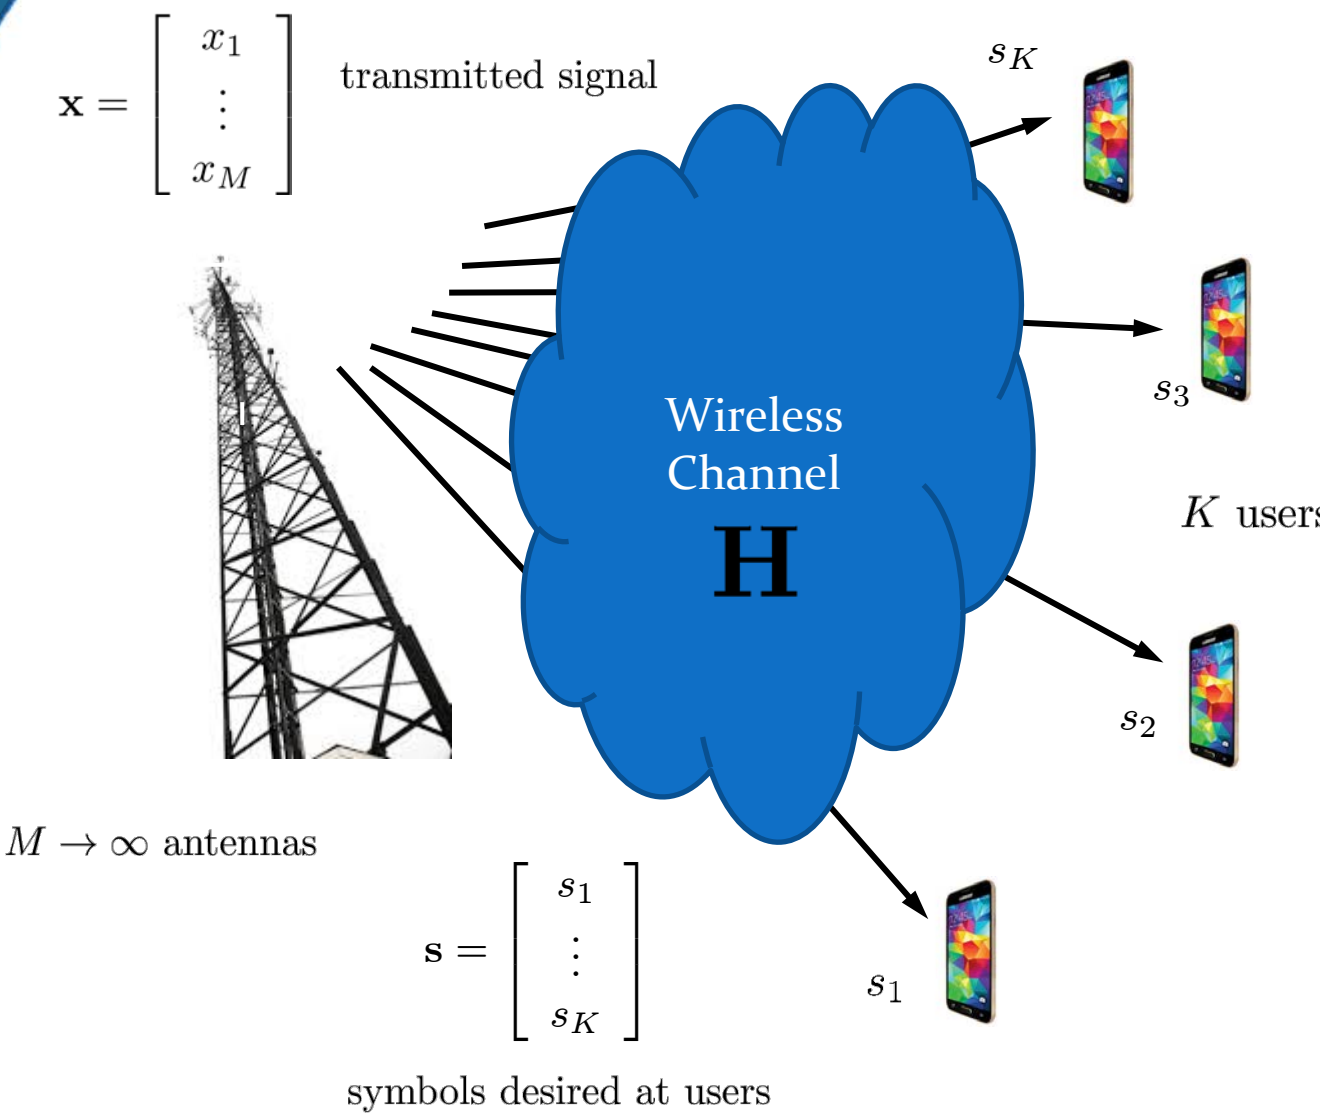 x = [ x_1 ⋮ x_M ]
transmitted signal
s_K
s_3
Wireless
Channel
H
K users
s_2
M → ∞ antennas
s = [ s_1 ⋮ s_K ]
s_1
symbols desired at users